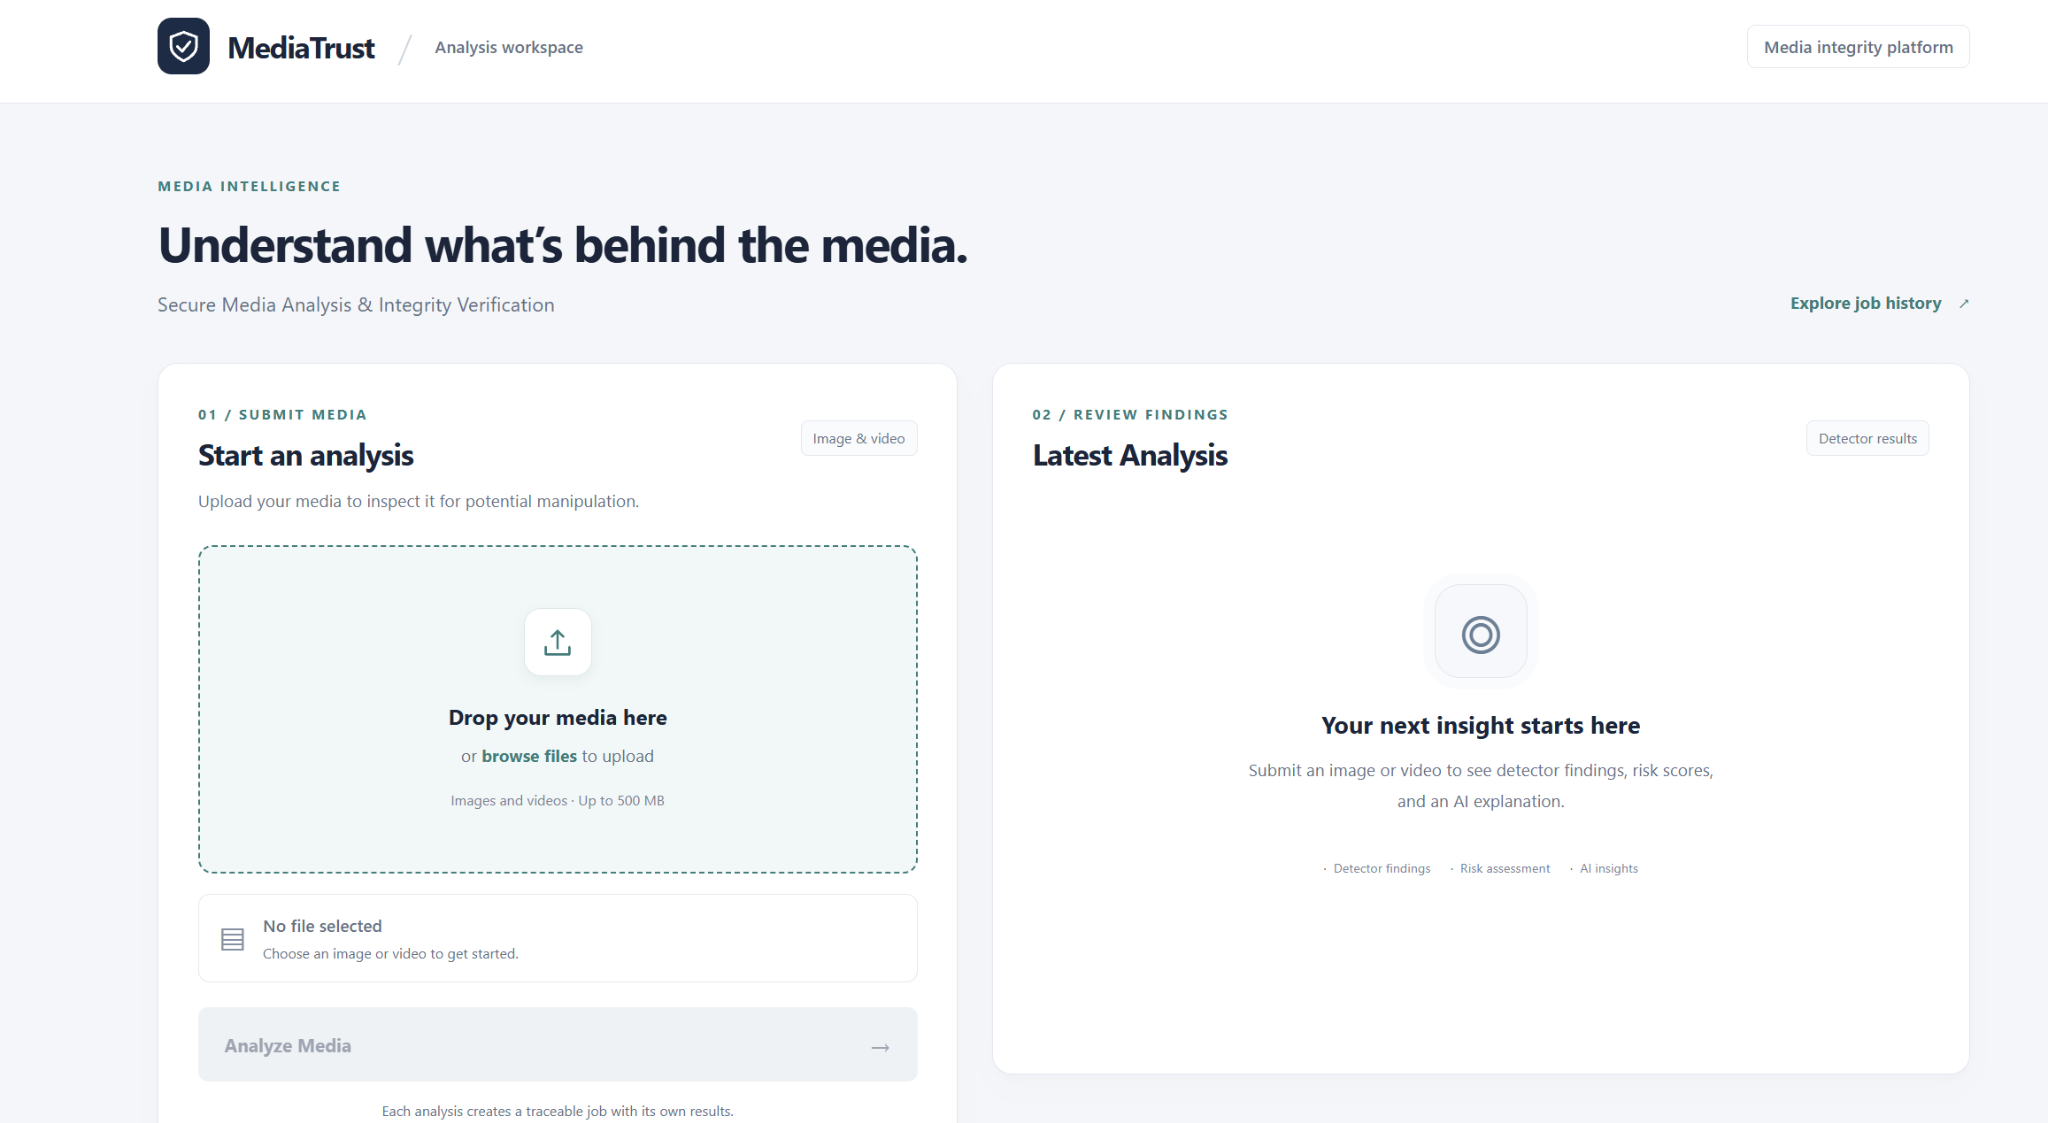 MediaTrust / Analysis workspace
Media integrity platform
MEDIA INTELLIGENCE
Understand what’s behind the media.
Secure Media Analysis & Integrity Verification
Explore job history ↗
01 / SUBMIT MEDIA
Start an analysis
Image & video
Upload your media to inspect it for potential manipulation.
Drop your media here
or browse files to upload
Images and videos · Up to 500 MB
No file selected
Choose an image or video to get started.
Analyze Media →
Each analysis creates a traceable job with its own results.
02 / REVIEW FINDINGS
Latest Analysis
Detector results
Your next insight starts here
Submit an image or video to see detector findings, risk scores,
and an AI explanation.
· Detector findings · Risk assessment · AI insights